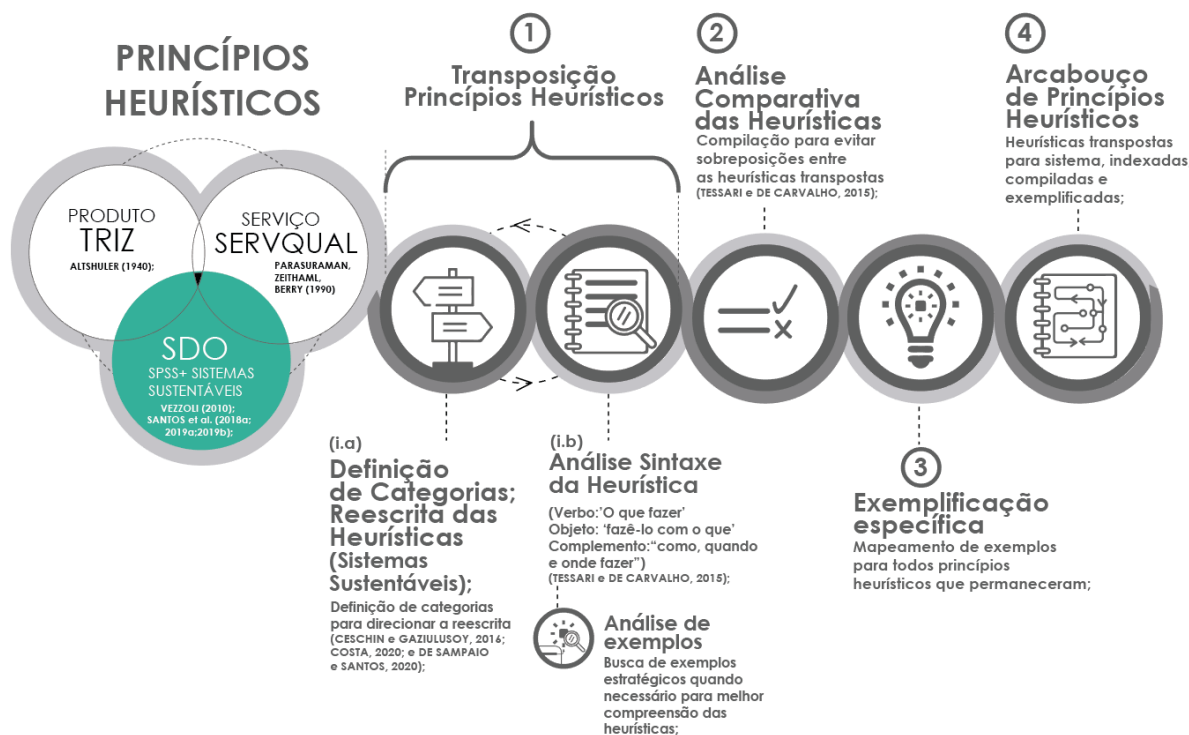 PRINCÍPIOS
HEURÍSTICOS
PRODUTO
TRIZ
ALTSHULER (1940);
SERVIÇO
SERVQUAL
PARASURAMAN,
ZEITHAML,
BERRY (1990)
SDO
SPSS+ SISTEMAS
SUSTENTÁVEIS
VEZZOLI (2010);
SANTOS et al. (2018a;
2019a;2019b);
1
Transposição
Princípios Heurísticos
(i.a)
Definição
de Categorias;
Reescrita das
Heurísticas
(Sistemas
Sustentáveis);
Definição de categorias
para direcionar a reescrita
(CESCHIN e GAZIULUSOY, 2016;
COSTA, 2020; e DE SAMPAIO
e SANTOS, 2020);
(i.b)
Análise Sintaxe
da Heurística
(Verbo:'O que fazer'
Objeto: 'fazê-lo com o que'
Complemento:"como, quando
e onde fazer")
(TESSARI e DE CARVALHO, 2015);
Análise de
exemplos
Busca de exemplos
estratégicos quando
necessário para melhor
compreensão das
heurísticas;
2
Análise
Comparativa
das Heurísticas
Compilação para evitar
sobreposições entre
as heurísticas transpostas
(TESSARI e DE CARVALHO, 2015);
3
Exemplificação
específica
Mapeamento de exemplos
para todos princípios
heurísticos que permaneceram;
4
Arcabouço
de Princípios
Heurísticos
Heurísticas transpostas
para sistema, indexadas
compiladas e
exemplificadas;